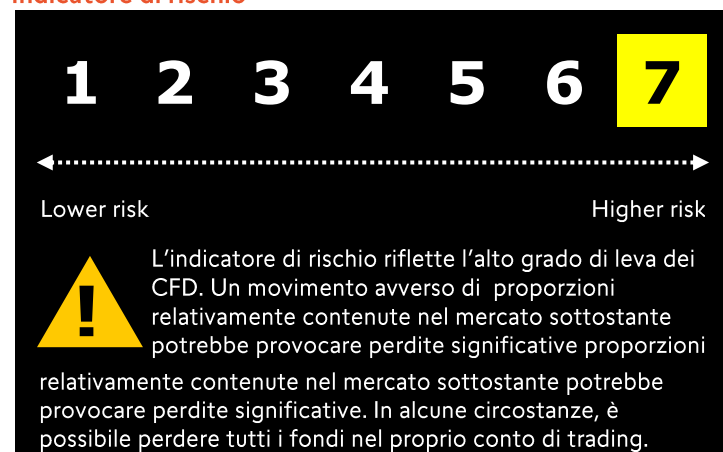 Indicatore di rischio
1 2 3 4 5 6 7
Lower risk Higher risk
L'indicatore di rischio riflette l'alto grado di leva dei
CFD. Un movimento avverso di proporzioni
relativamente contenute nel mercato sottostante
potrebbe provocare perdite significative proporzioni
relativamente contenute nel mercato sottostante potrebbe
provocare perdite significative. In alcune circostanze, è
possibile perdere tutti i fondi nel proprio conto di trading.